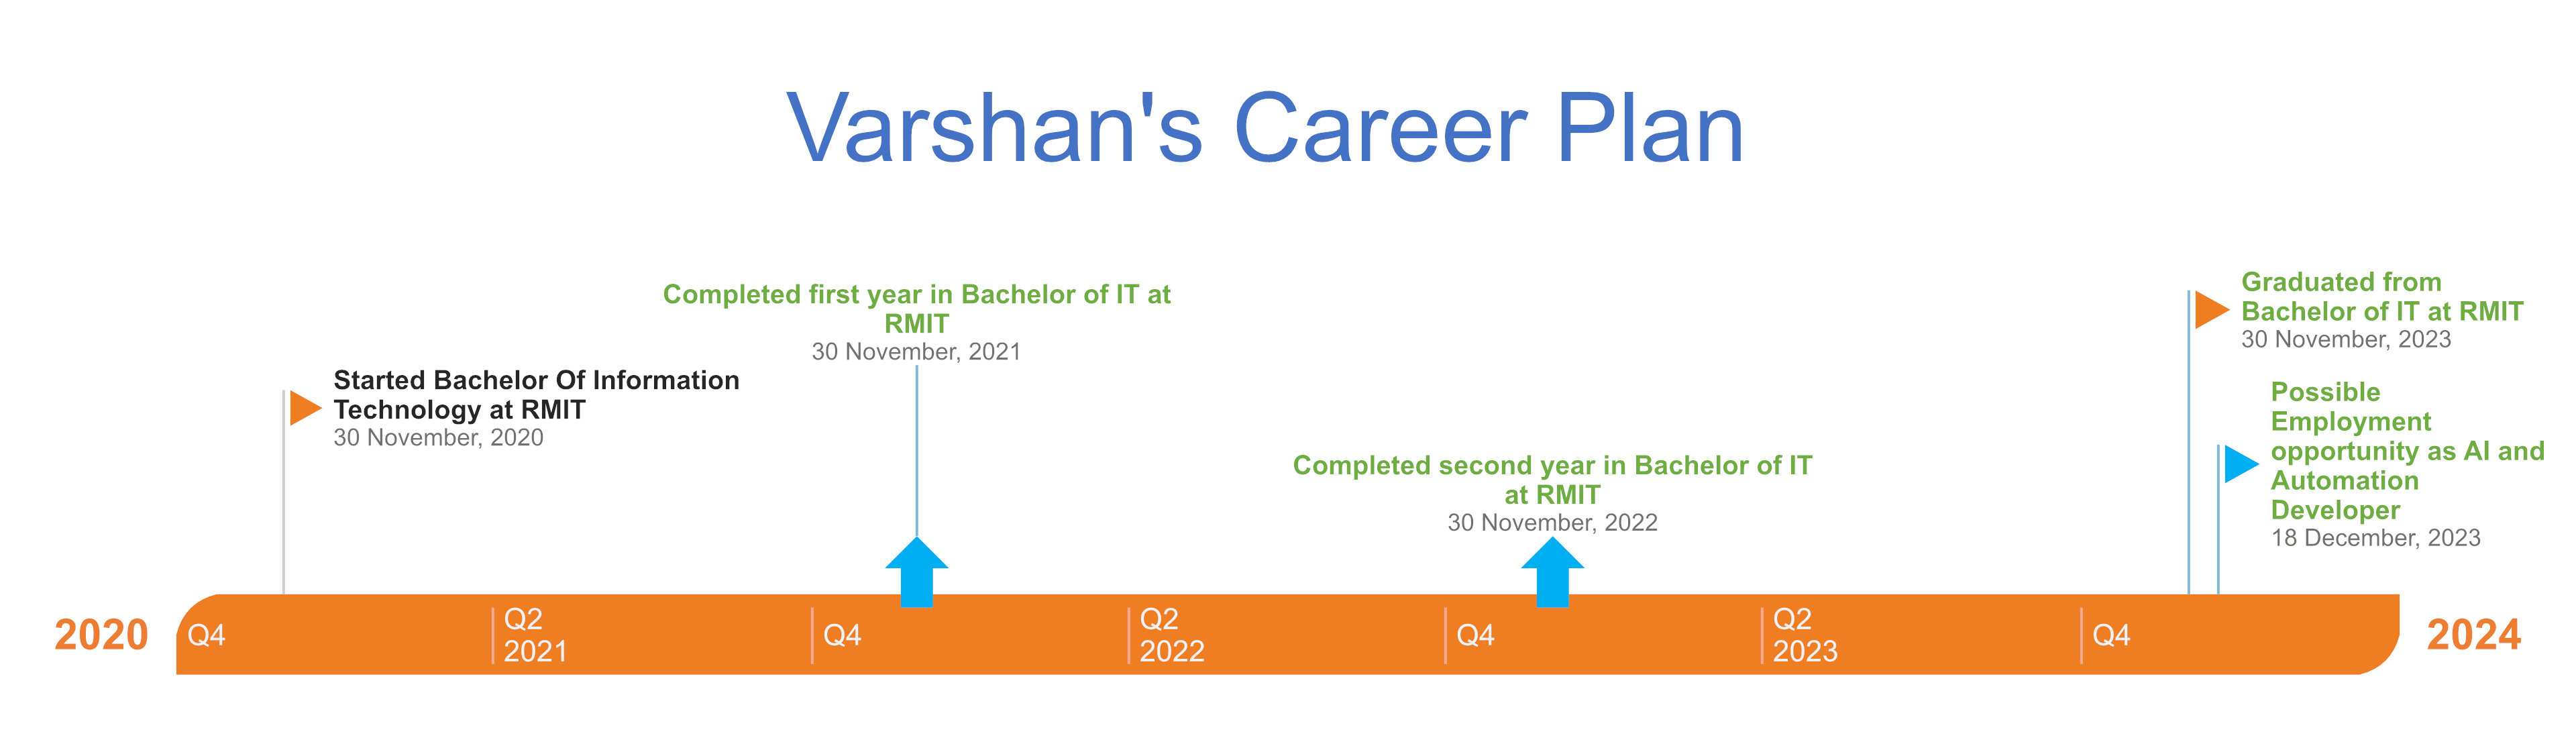 Varshan's Career Plan
Started Bachelor Of Information
Technology at RMIT
30 November, 2020
Completed first year in Bachelor of IT at
RMIT
30 November, 2021
Completed second year in Bachelor of IT
at RMIT
30 November, 2022
Graduated from
Bachelor of IT at RMIT
30 November, 2023
Possible
Employment
opportunity as AI and
Automation
Developer
18 December, 2023
2020
Q4
Q2
2021
Q4
Q2
2022
Q4
Q2
2023
Q4
2024